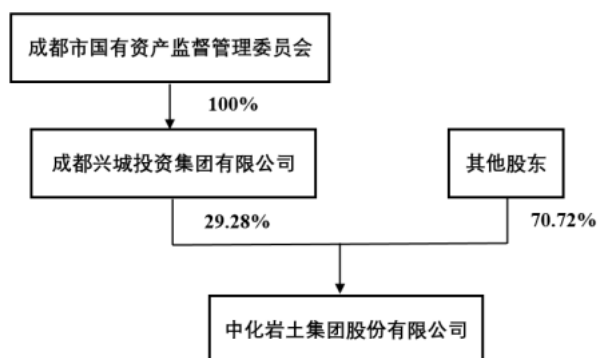 成都市国有资产监督管理委员会
100%
成都兴城投资集团有限公司
其他股东
29.28%
70.72%
中化岩土集团股份有限公司